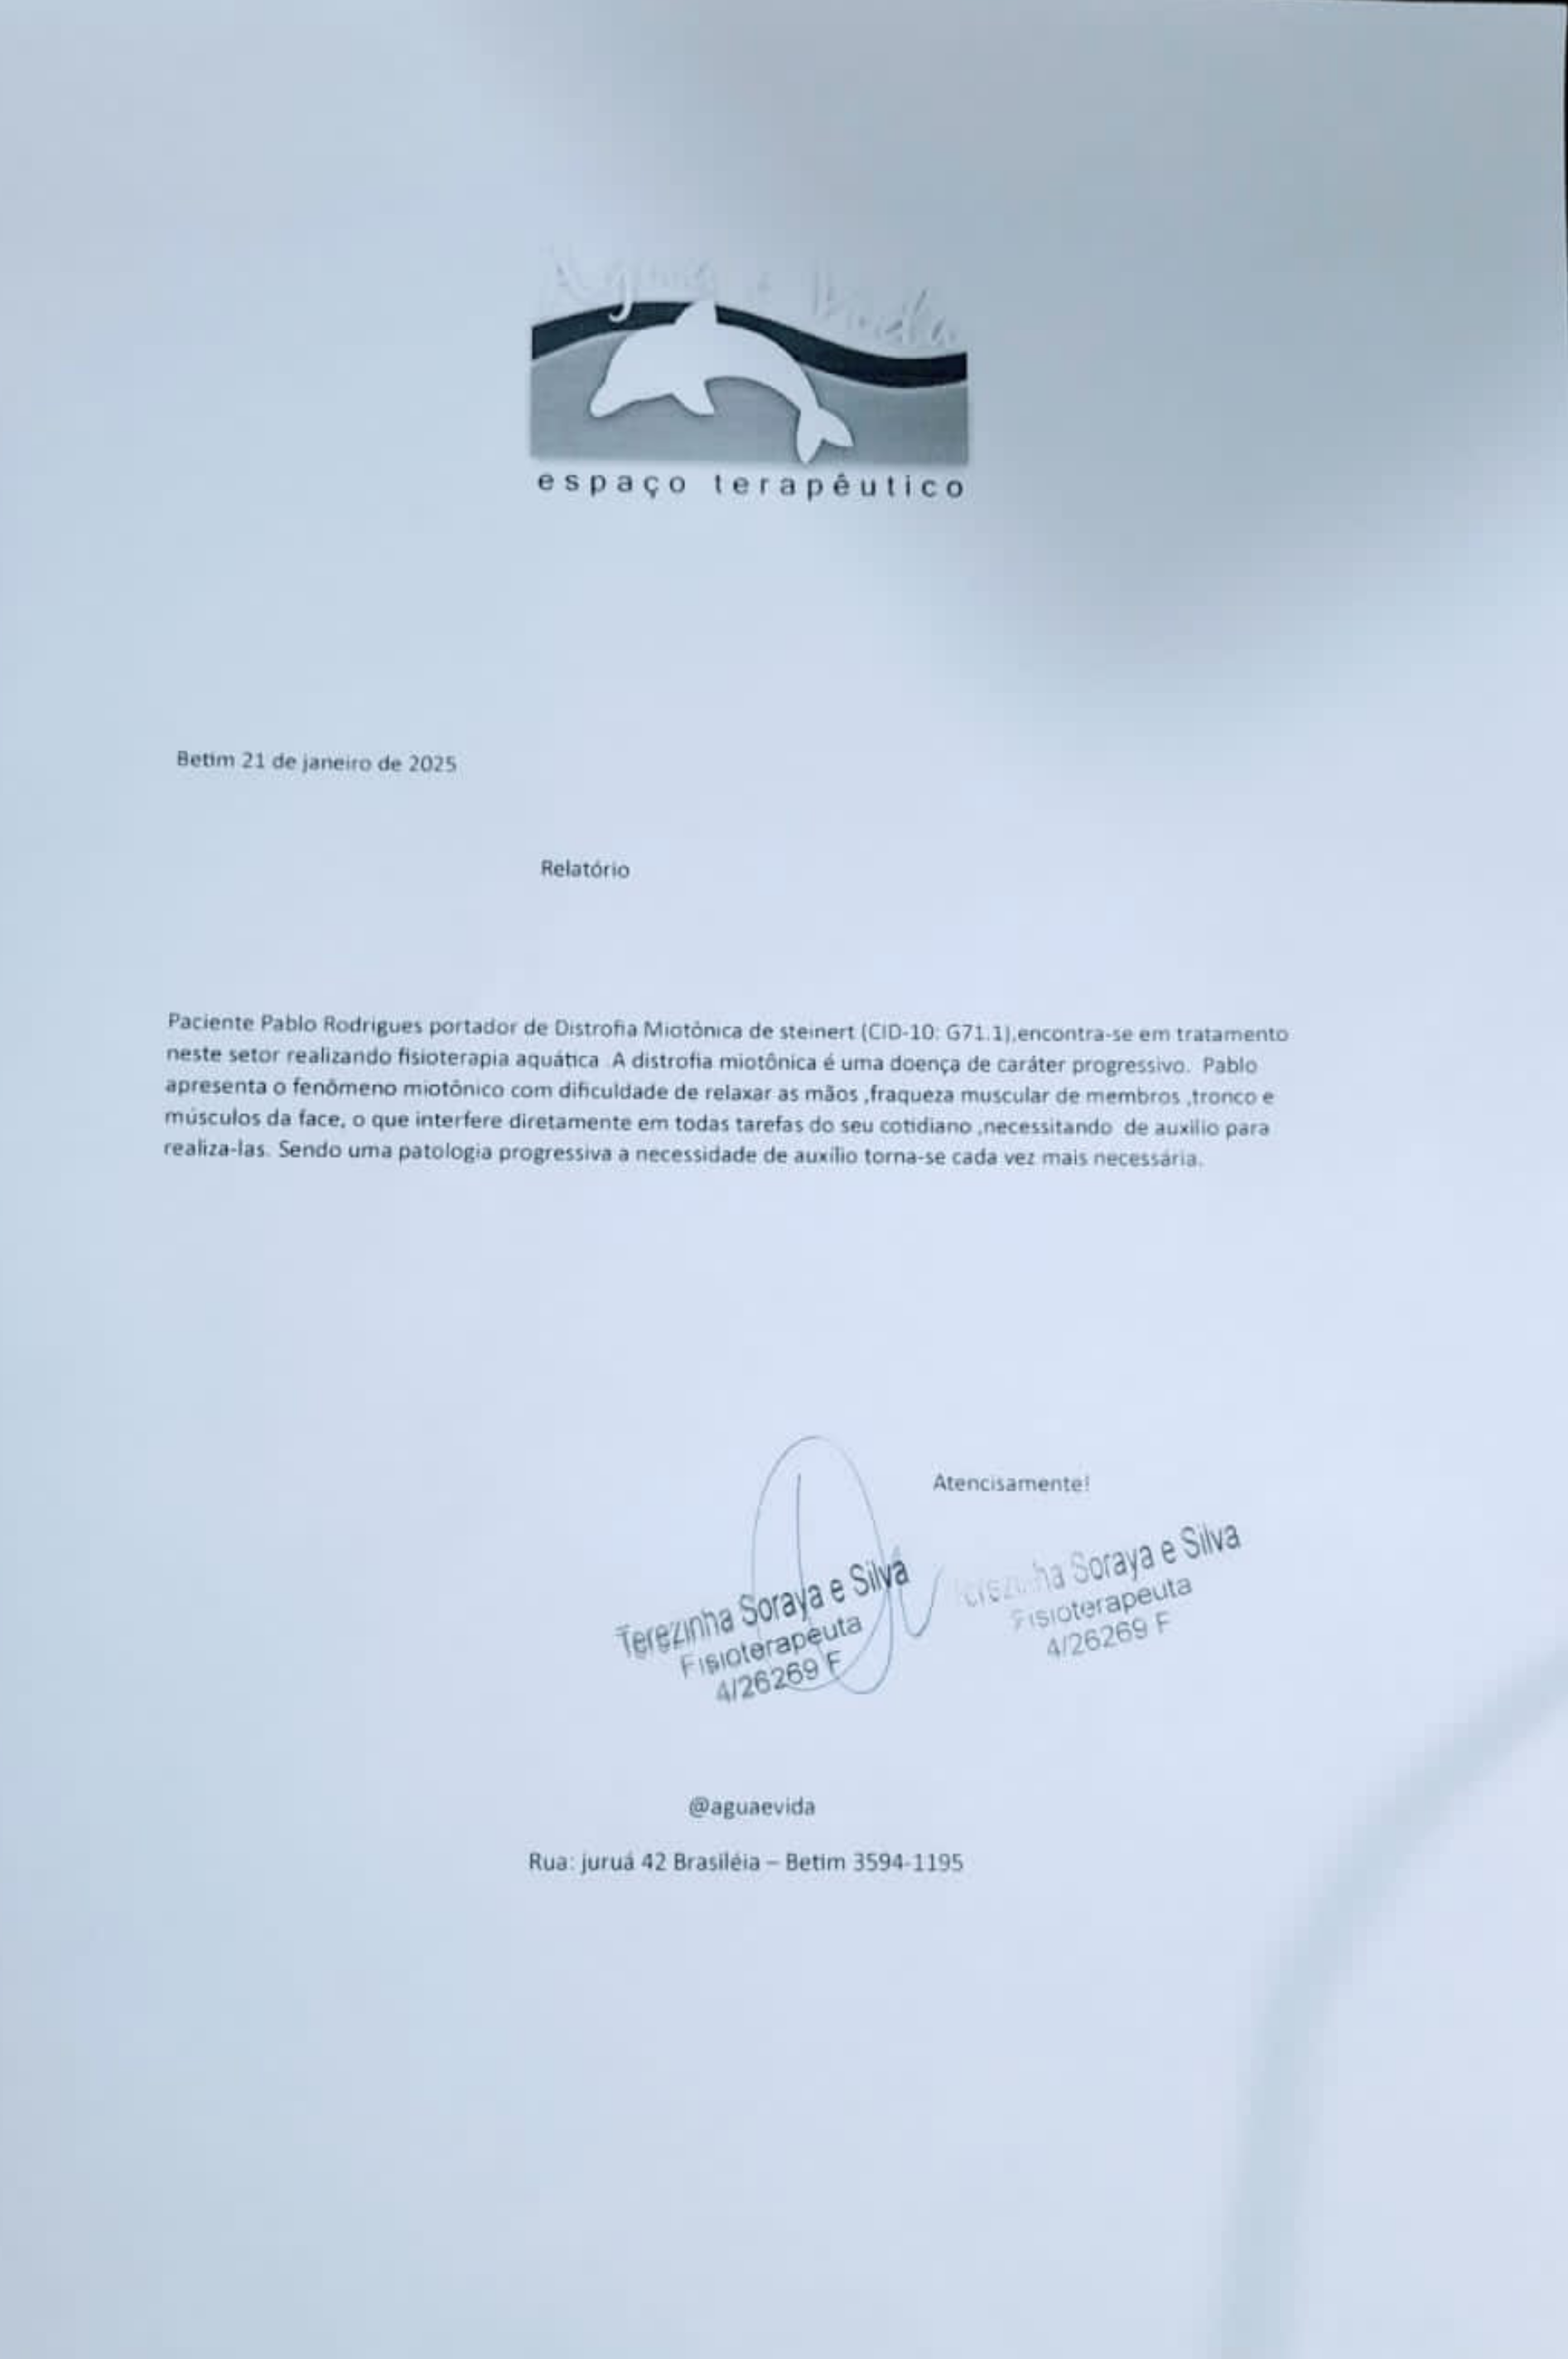 Agua e Vida
espaço terapêutico
Betim 21 de janeiro de 2025
Relatório
Paciente Pablo Rodrigues portador de Distrofia Miotônica de steinert (CID-10: G71.1),encontra-se em tratamento
neste setor realizando fisioterapia aquática .A distrofia miotônica é uma doença de caráter progressivo. Pablo
apresenta o fenômeno miotônico com dificuldade de relaxar as mãos ,fraqueza muscular de membros ,tronco e
músculos da face, o que interfere diretamente em todas tarefas do seu cotidiano ,necessitando de auxilio para
realiza-las. Sendo uma patologia progressiva a necessidade de auxílio torna-se cada vez mais necessária.
Atencisamente!
Terezinha Soraya e Silva
Fisioterapeuta
4/26269 F
Terezinha Soraya e Silva
Fisioterapeuta
4/26269 F
@aguaevida
Rua: juruá 42 Brasiléia – Betim 3594-1195